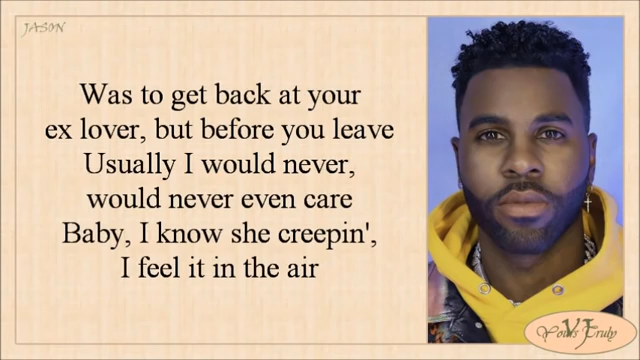 JASON
Was to get back at your
ex lover, but before you leave
Usually I would never,
would never even care
Baby, I know she creepin',
I feel it in the air
Yours Truly
VJ